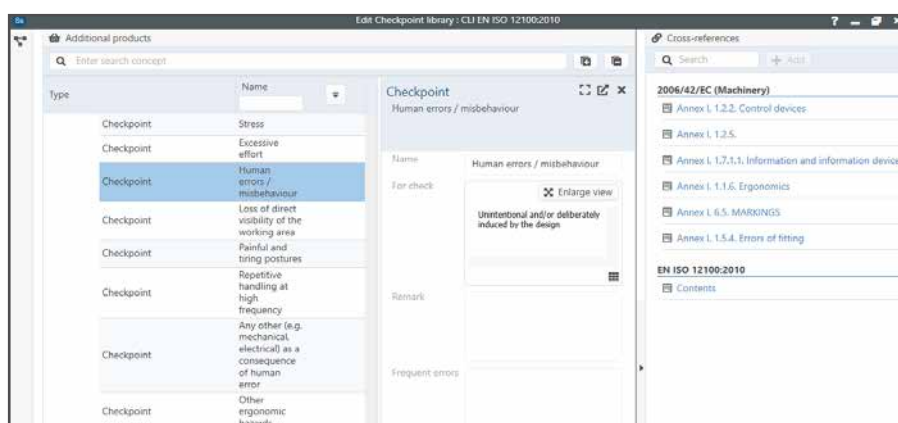 Edit Checkpoint library : CLI EN ISO 12100:2010
Additional products
Enter search concept
Type
Name
Checkpoint
Stress
Checkpoint
Excessive
effort
Checkpoint
Human
errors /
misbehaviour
Checkpoint
Loss of direct
visibility of the
working area
Checkpoint
Painful and
tiring postures
Checkpoint
Repetitive
handling at
high
frequency
Checkpoint
Any other (e.g.
mechanical,
electrical) as a
consequence
of human
error
Checkpoint
Other
ergonomic
hazards
Checkpoint
Human errors / misbehaviour
Name
Human errors / misbehaviour
For check
Enlarge view
Unintentional and/or deliberately
induced by the design
Remark
Frequent errors
Cross-references
Search
Add
2006/42/EC (Machinery)
Annex I, 1.2.2. Control devices
Annex I, 1.2.5.
Annex I, 1.7.1.1. Information and information device
Annex I, 1.1.6. Ergonomics
Annex I, 6.5. MARKINGS
Annex I, 1.5.4. Errors of fitting
EN ISO 12100:2010
Contents